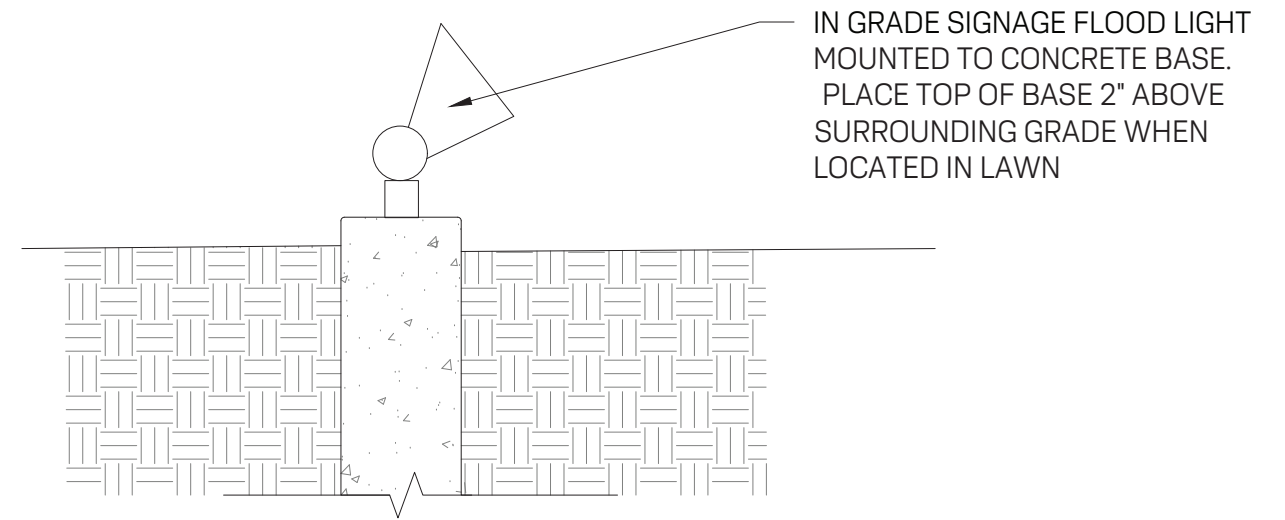 IN GRADE SIGNAGE FLOOD LIGHT
MOUNTED TO CONCRETE BASE.
PLACE TOP OF BASE 2" ABOVE
SURROUNDING GRADE WHEN
LOCATED IN LAWN